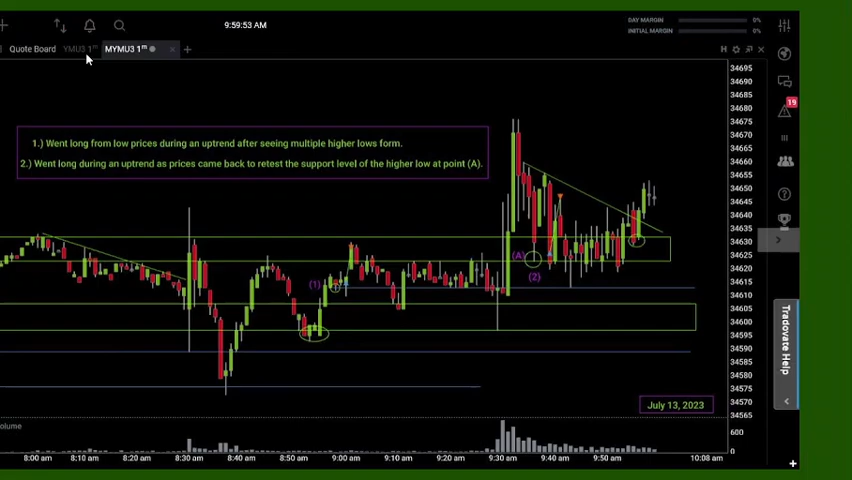 9:59:53 AM
DAY MARGIN 0%
INITIAL MARGIN 0%
Quote Board YMU3 1m MYMU3 1m
H
34695
34690
34685
34680
34675
34670
34665
34660
34655
34650
34645
34640
34635
34630
34625
34620
34615
34610
34605
34600
34595
34590
34585
34580
34575
34570
34565
600
0
19
1.) Went long from low prices during an uptrend after seeing multiple higher lows form.
2.) Went long during an uptrend as prices came back to retest the support level of the higher low at point (A).
(A)
(2)
(1)
Tradovate Help
July 13, 2023
olume
8:00 am 8:10 am 8:20 am 8:30 am 8:40 am 8:50 am 9:00 am 9:10 am 9:20 am 9:30 am 9:40 am 9:50 am 10:08 am